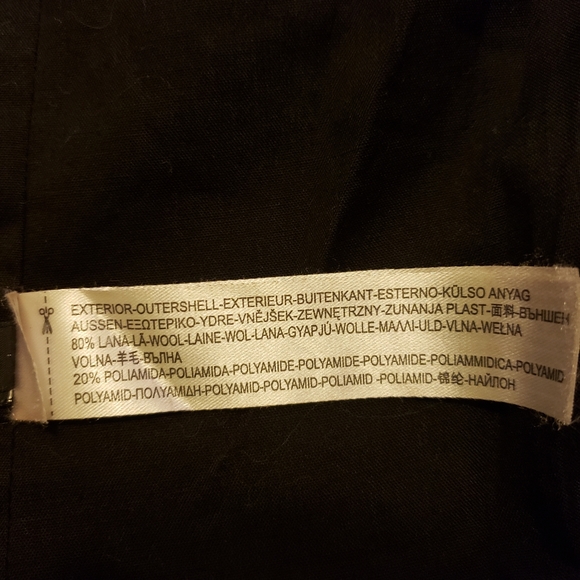 EXTERIOR-OUTERSHELL-EXTERIEUR-BUITENKANT-ESTERNO-KÜLSO ANYAG
AUSSEN-ΕΞΩΤΕΡΙΚΟ-YDRE-VNĚJŠEK-ZEWNĘTRZNY-ZUNANJA PLAST-面料-ВЪНШЕН
80% LANA-LÃ-WOOL-LAINE-WOL-LANA-GYAPJÚ-WOLLE-ΜΑΛΛΙ-ULD-VLNA-WEŁNA
VOLNA-羊毛-ВЪЛНА
20% POLIAMIDA-POLIAMIDA-POLYAMIDE-POLYAMIDE-POLIAMMIDICA-POLYAMID
POLYAMID-ΠΟΛΥΑΜΙΔΗ-POLYAMID-POLYAMID-POLIAMID -POLIAMID-锦纶-НАЙЛОН